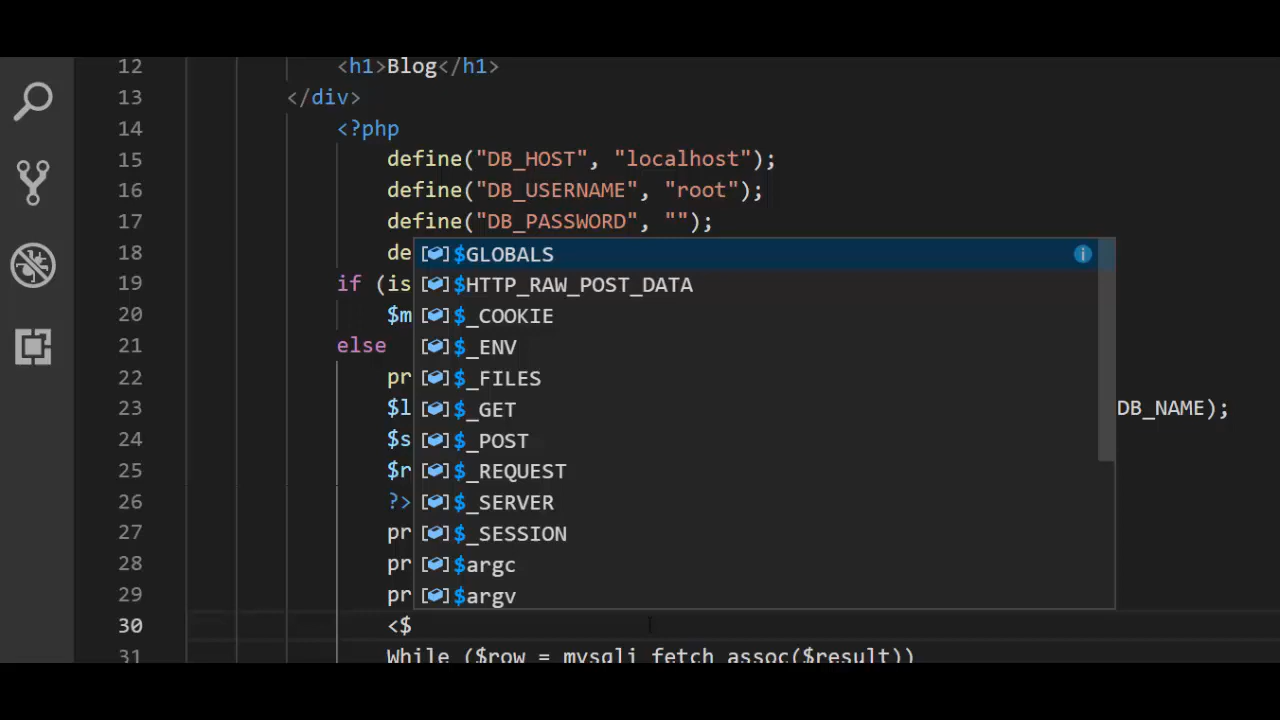 12 <h1>Blog</h1>
13 </div>
14 <?php
15 define("DB_HOST", "localhost");
16 define("DB_USERNAME", "root");
17 define("DB_PASSWORD", "");
18 de
$GLOBALS
19 if (is
$HTTP_RAW_POST_DATA
20 $m
$_COOKIE
21 else
$_ENV
22 pr
$_FILES
23 $l
$_GET
DB_NAME);
24 $s
$_POST
25 $r
$_REQUEST
26 ?>
$_SERVER
27 pr
$_SESSION
28 pr
$argc
29 pr
$argv
30 <$
31 While ($row = mysqli_fetch_assoc($result))